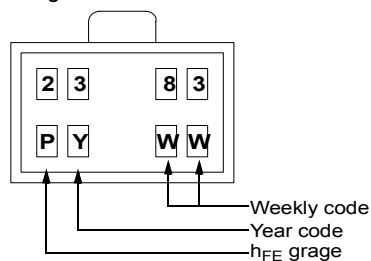 2 3 8 3
P Y W W
Weekly code
Year code
hFE grage